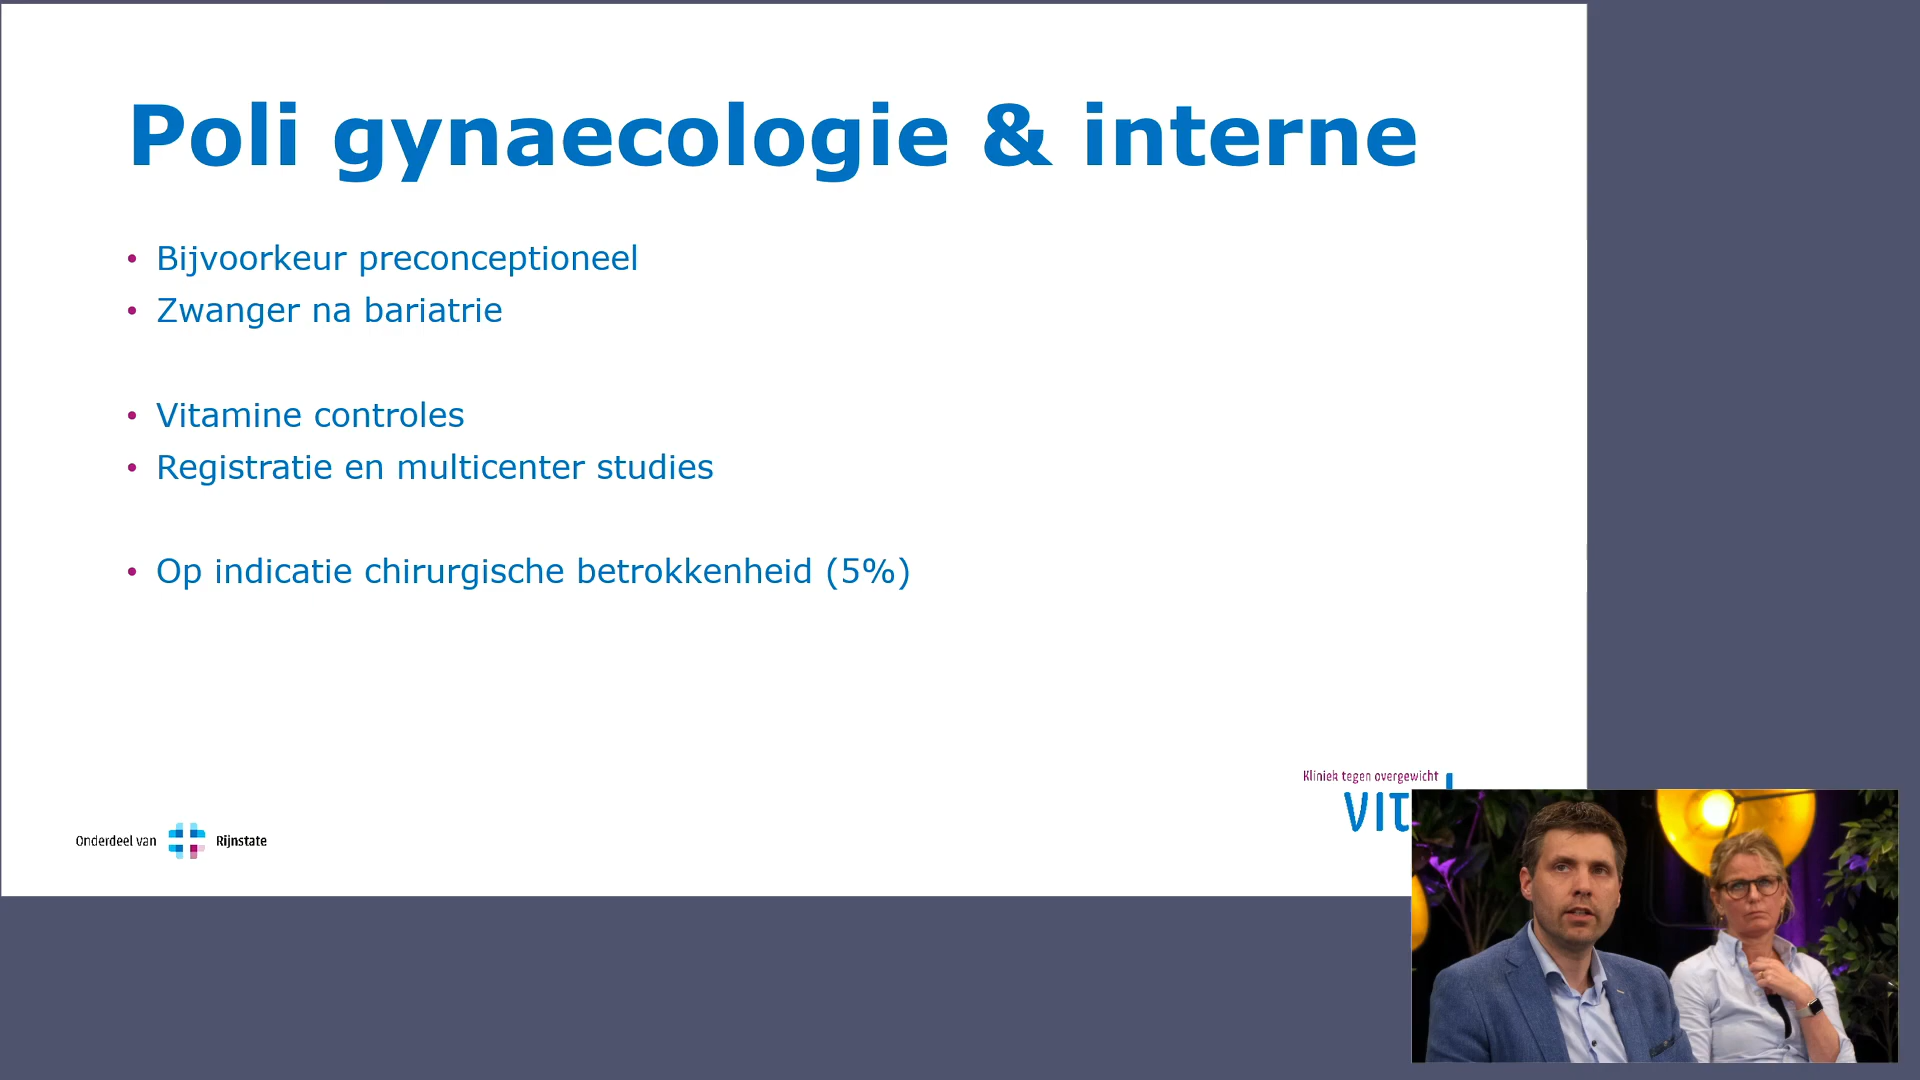 Poli gynaecologie & interne
• Bijvoorkeur preconceptioneel
• Zwanger na bariatrie
• Vitamine controles
• Registratie en multicenter studies
• Op indicatie chirurgische betrokkenheid (5%)
Kliniek tegen overgewicht
VIT
Onderdeel van Rijnstate